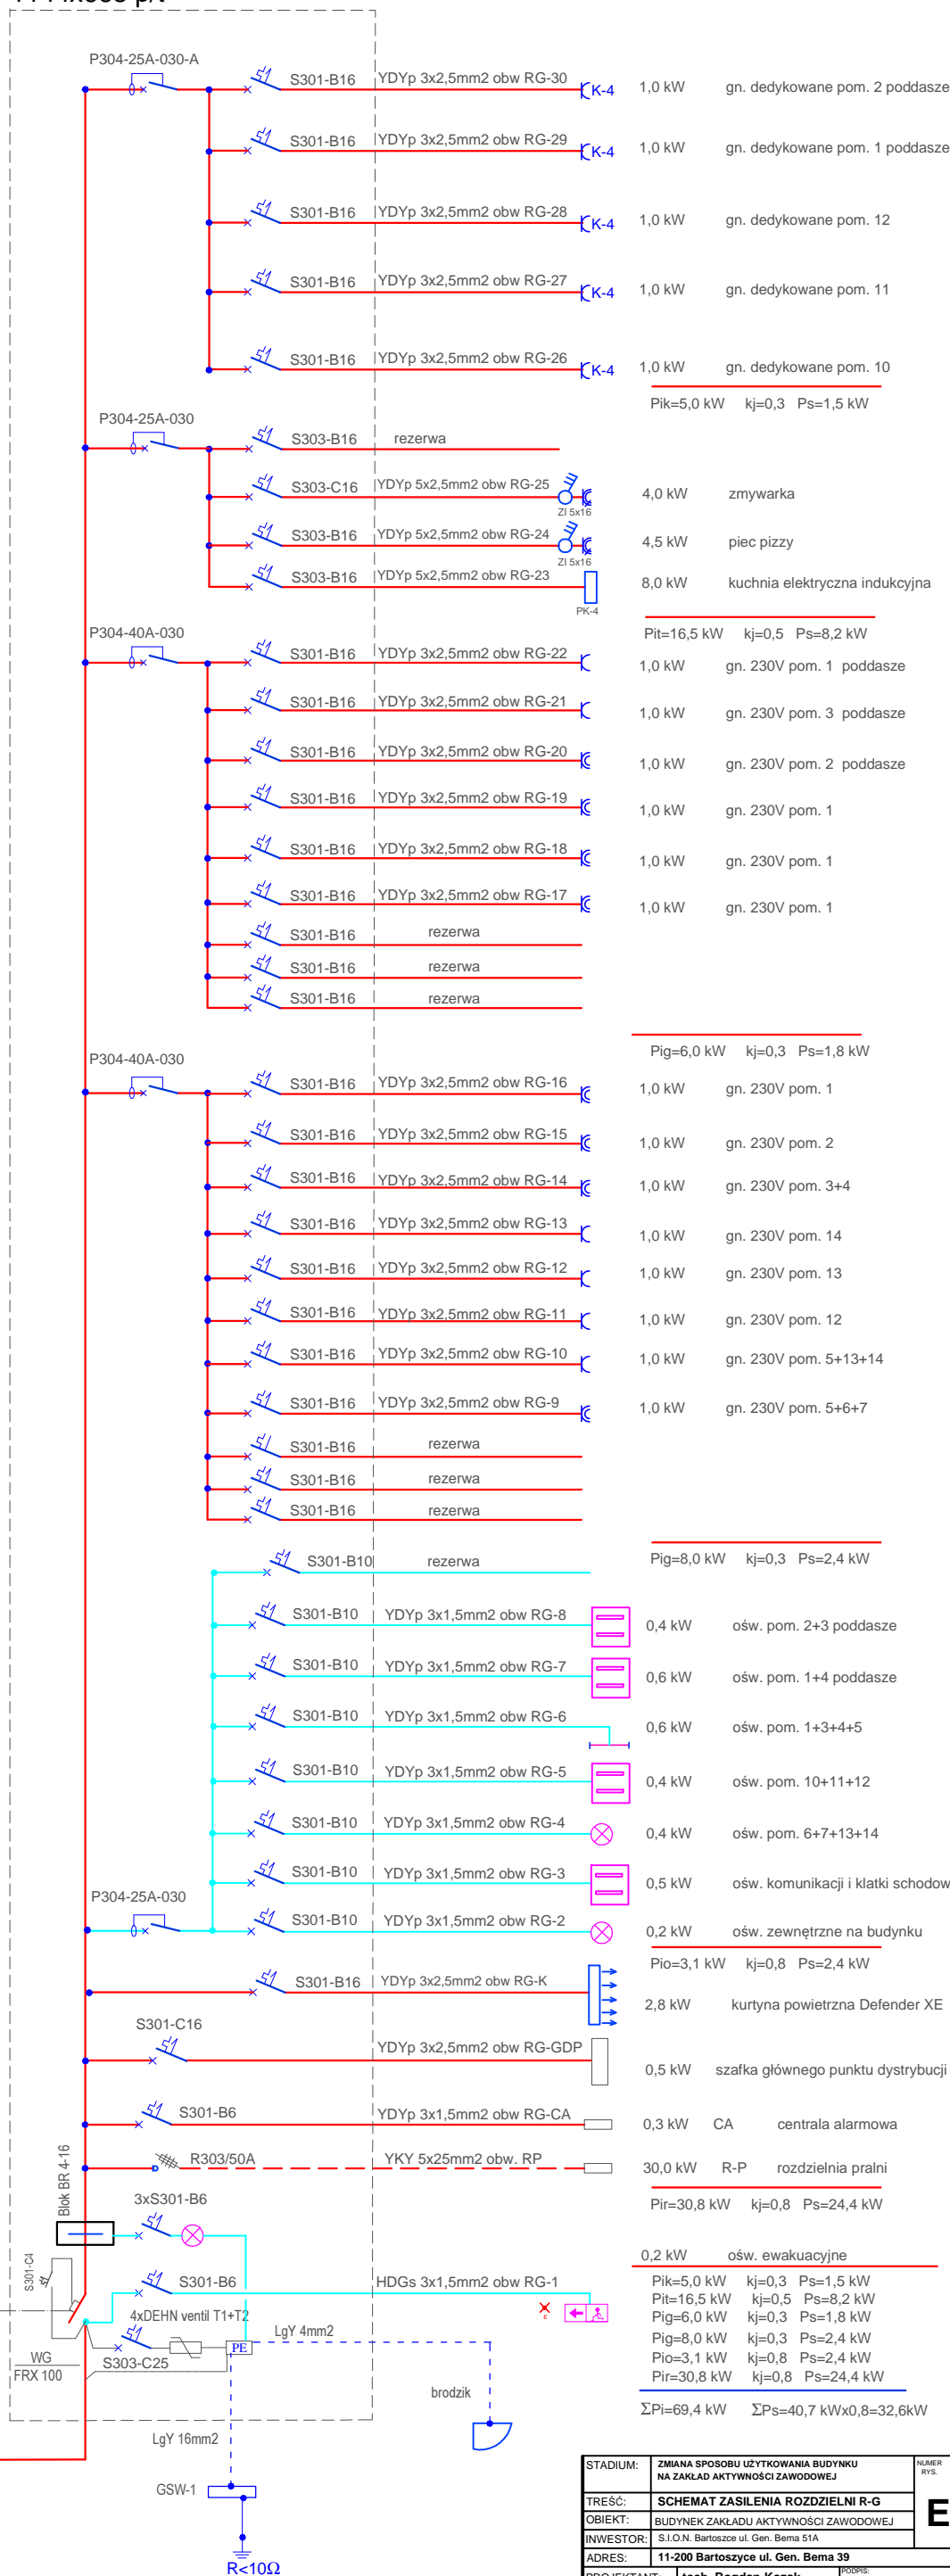 P304-25A-030-A
S301-B16 YDYp 3x2,5mm2 obw RG-30 K-4 1,0 kW gn. dedykowane pom. 2 poddasze
S301-B16 YDYp 3x2,5mm2 obw RG-29 K-4 1,0 kW gn. dedykowane pom. 1 poddasze
S301-B16 YDYp 3x2,5mm2 obw RG-28 K-4 1,0 kW gn. dedykowane pom. 12
S301-B16 YDYp 3x2,5mm2 obw RG-27 K-4 1,0 kW gn. dedykowane pom. 11
S301-B16 YDYp 3x2,5mm2 obw RG-26 K-4 1,0 kW gn. dedykowane pom. 10
Pik=5,0 kW kj=0,3 Ps=1,5 kW
P304-25A-030
S303-B16 rezerwa
S303-C16 YDYp 5x2,5mm2 obw RG-25 ZI 5x16 4,0 kW zmywarka
S303-B16 YDYp 5x2,5mm2 obw RG-24 ZI 5x16 4,5 kW piec pizzy
S303-B16 YDYp 5x2,5mm2 obw RG-23 PK-4 8,0 kW kuchnia elektryczna indukcyjna
Pit=16,5 kW kj=0,5 Ps=8,2 kW
P304-40A-030
S301-B16 YDYp 3x2,5mm2 obw RG-22 1,0 kW gn. 230V pom. 1 poddasze
S301-B16 YDYp 3x2,5mm2 obw RG-21 1,0 kW gn. 230V pom. 3 poddasze
S301-B16 YDYp 3x2,5mm2 obw RG-20 1,0 kW gn. 230V pom. 2 poddasze
S301-B16 YDYp 3x2,5mm2 obw RG-19 1,0 kW gn. 230V pom. 1
S301-B16 YDYp 3x2,5mm2 obw RG-18 1,0 kW gn. 230V pom. 1
S301-B16 YDYp 3x2,5mm2 obw RG-17 1,0 kW gn. 230V pom. 1
S301-B16 rezerwa
S301-B16 rezerwa
S301-B16 rezerwa
Pig=6,0 kW kj=0,3 Ps=1,8 kW
P304-40A-030
S301-B16 YDYp 3x2,5mm2 obw RG-16 1,0 kW gn. 230V pom. 1
S301-B16 YDYp 3x2,5mm2 obw RG-15 1,0 kW gn. 230V pom. 2
S301-B16 YDYp 3x2,5mm2 obw RG-14 1,0 kW gn. 230V pom. 3+4
S301-B16 YDYp 3x2,5mm2 obw RG-13 1,0 kW gn. 230V pom. 14
S301-B16 YDYp 3x2,5mm2 obw RG-12 1,0 kW gn. 230V pom. 13
S301-B16 YDYp 3x2,5mm2 obw RG-11 1,0 kW gn. 230V pom. 12
S301-B16 YDYp 3x2,5mm2 obw RG-10 1,0 kW gn. 230V pom. 5+13+14
S301-B16 YDYp 3x2,5mm2 obw RG-9 1,0 kW gn. 230V pom. 5+6+7
S301-B16 rezerwa
S301-B16 rezerwa
S301-B16 rezerwa
Pig=8,0 kW kj=0,3 Ps=2,4 kW
S301-B10 rezerwa
S301-B10 YDYp 3x1,5mm2 obw RG-8 0,4 kW ośw. pom. 2+3 poddasze
S301-B10 YDYp 3x1,5mm2 obw RG-7 0,6 kW ośw. pom. 1+4 poddasze
S301-B10 YDYp 3x1,5mm2 obw RG-6 0,6 kW ośw. pom. 1+3+4+5
S301-B10 YDYp 3x1,5mm2 obw RG-5 0,4 kW ośw. pom. 10+11+12
S301-B10 YDYp 3x1,5mm2 obw RG-4 0,4 kW ośw. pom. 6+7+13+14
S301-B10 YDYp 3x1,5mm2 obw RG-3 0,5 kW ośw. komunikacji i klatki schodow
P304-25A-030
S301-B10 YDYp 3x1,5mm2 obw RG-2 0,2 kW ośw. zewnętrzne na budynku
Pio=3,1 kW kj=0,8 Ps=2,4 kW
S301-B16 YDYp 3x2,5mm2 obw RG-K 2,8 kW kurtyna powietrzna Defender XE
S301-C16 YDYp 3x2,5mm2 obw RG-GDP 0,5 kW szafka głównego punktu dystrybucji
S301-B6 YDYp 3x1,5mm2 obw RG-CA 0,3 kW CA centrala alarmowa
R303/50A YKY 5x25mm2 obw. RP 30,0 kW R-P rozdzielnia pralni
Pir=30,8 kW kj=0,8 Ps=24,4 kW
Blok BR 4-16
3xS301-B6
0,2 kW ośw. ewakuacyjne
S301-C4
S301-B6 HDGs 3x1,5mm2 obw RG-1
E
Pik=5,0 kW kj=0,3 Ps=1,5 kW
Pit=16,5 kW kj=0,5 Ps=8,2 kW
Pig=6,0 kW kj=0,3 Ps=1,8 kW
Pig=8,0 kW kj=0,3 Ps=2,4 kW
Pio=3,1 kW kj=0,8 Ps=2,4 kW
Pir=30,8 kW kj=0,8 Ps=24,4 kW
ΣPi=69,4 kW ΣPs=40,7 kWx0,8=32,6kW
4xDEHN ventil T1+T2
LgY 4mm2
PE
S303-C25
WG
FRX 100
brodzik
LgY 16mm2
GSW-1
R<10Ω
STADIUM: ZMIANA SPOSOBU UŻYTKOWANIA BUDYNKU
NA ZAKŁAD AKTYWNOŚCI ZAWODOWEJ
NUMER
RYS.
E
TREŚĆ: SCHEMAT ZASILENIA ROZDZIELNI R-G
OBIEKT: BUDYNEK ZAKŁADU AKTYWNOŚCI ZAWODOWEJ
INWESTOR: S.I.O.N. Bartoszce ul. Gen. Bema 51A
ADRES: 11-200 Bartoszyce ul. Gen. Bema 39
PODPIS: